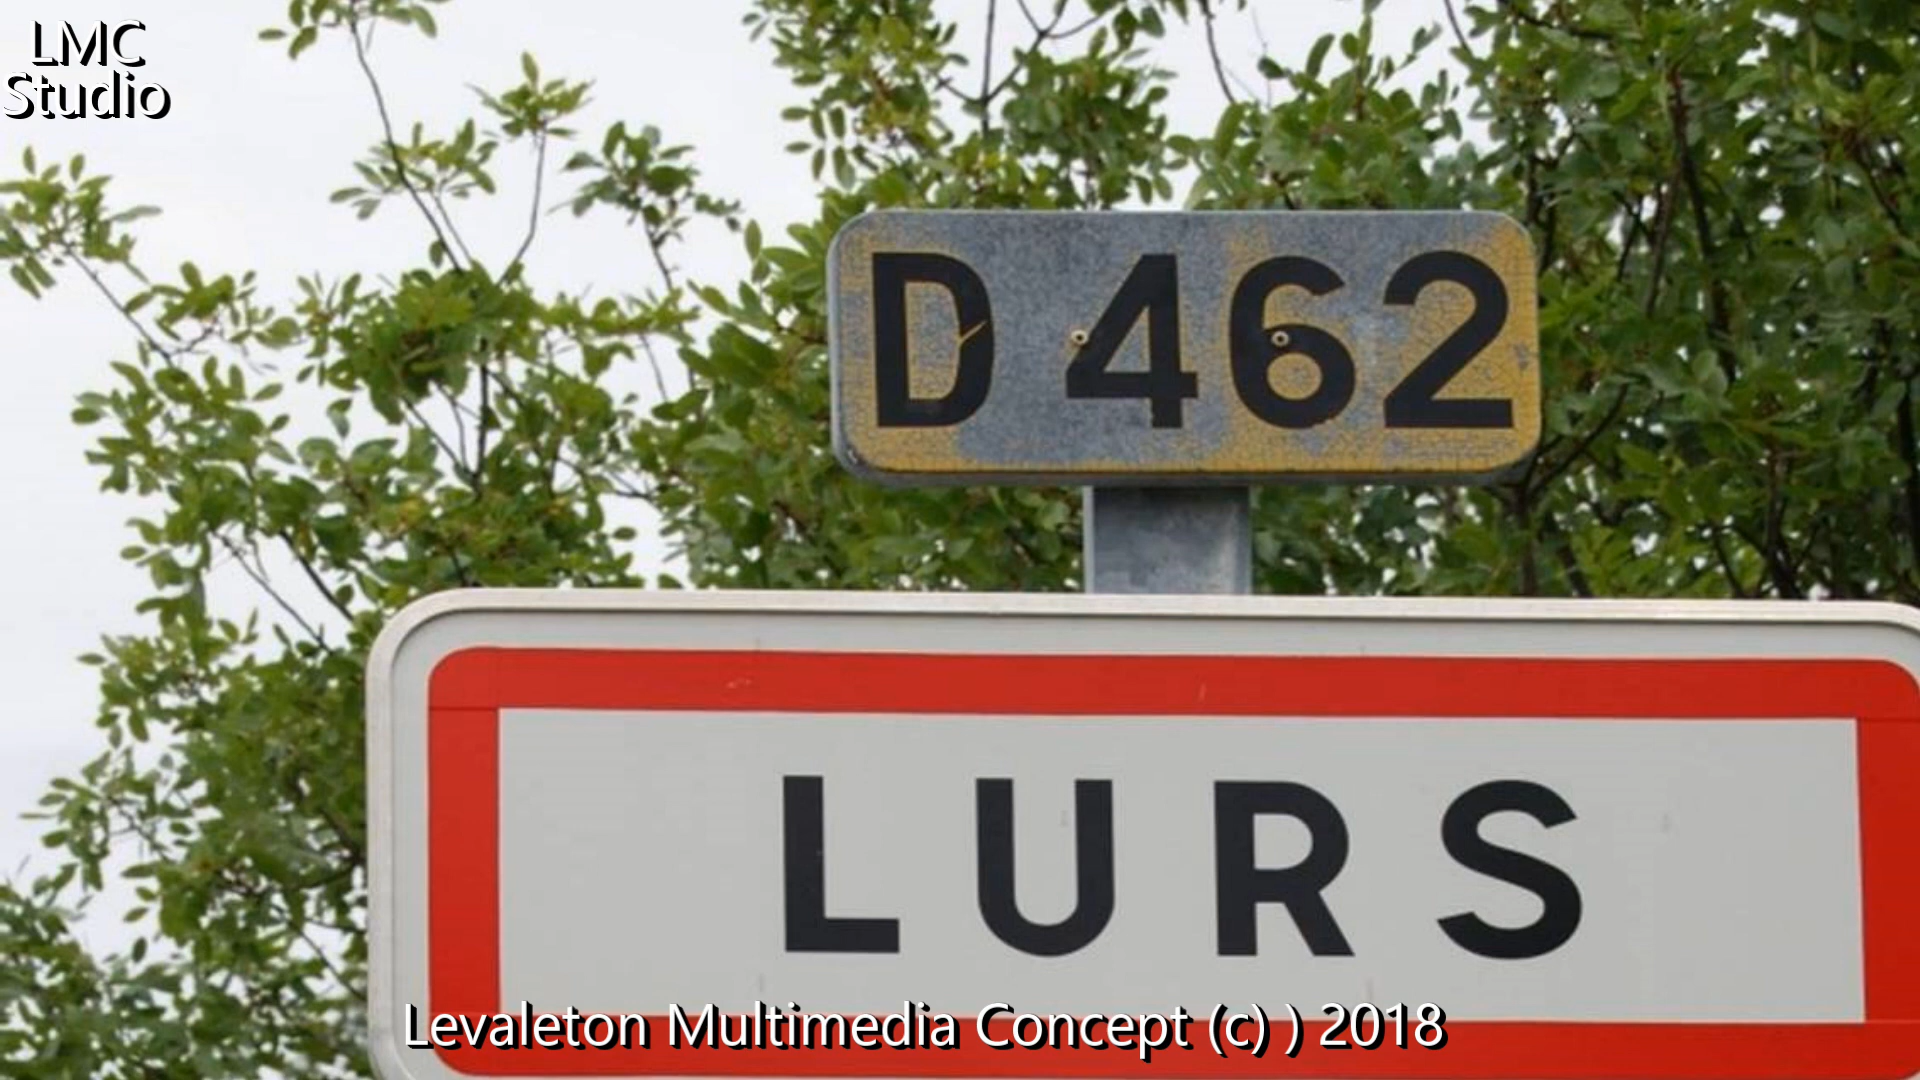 LMC
Studio
D 462
LURS
Levaleton Multimedia Concept (c) ) 2018